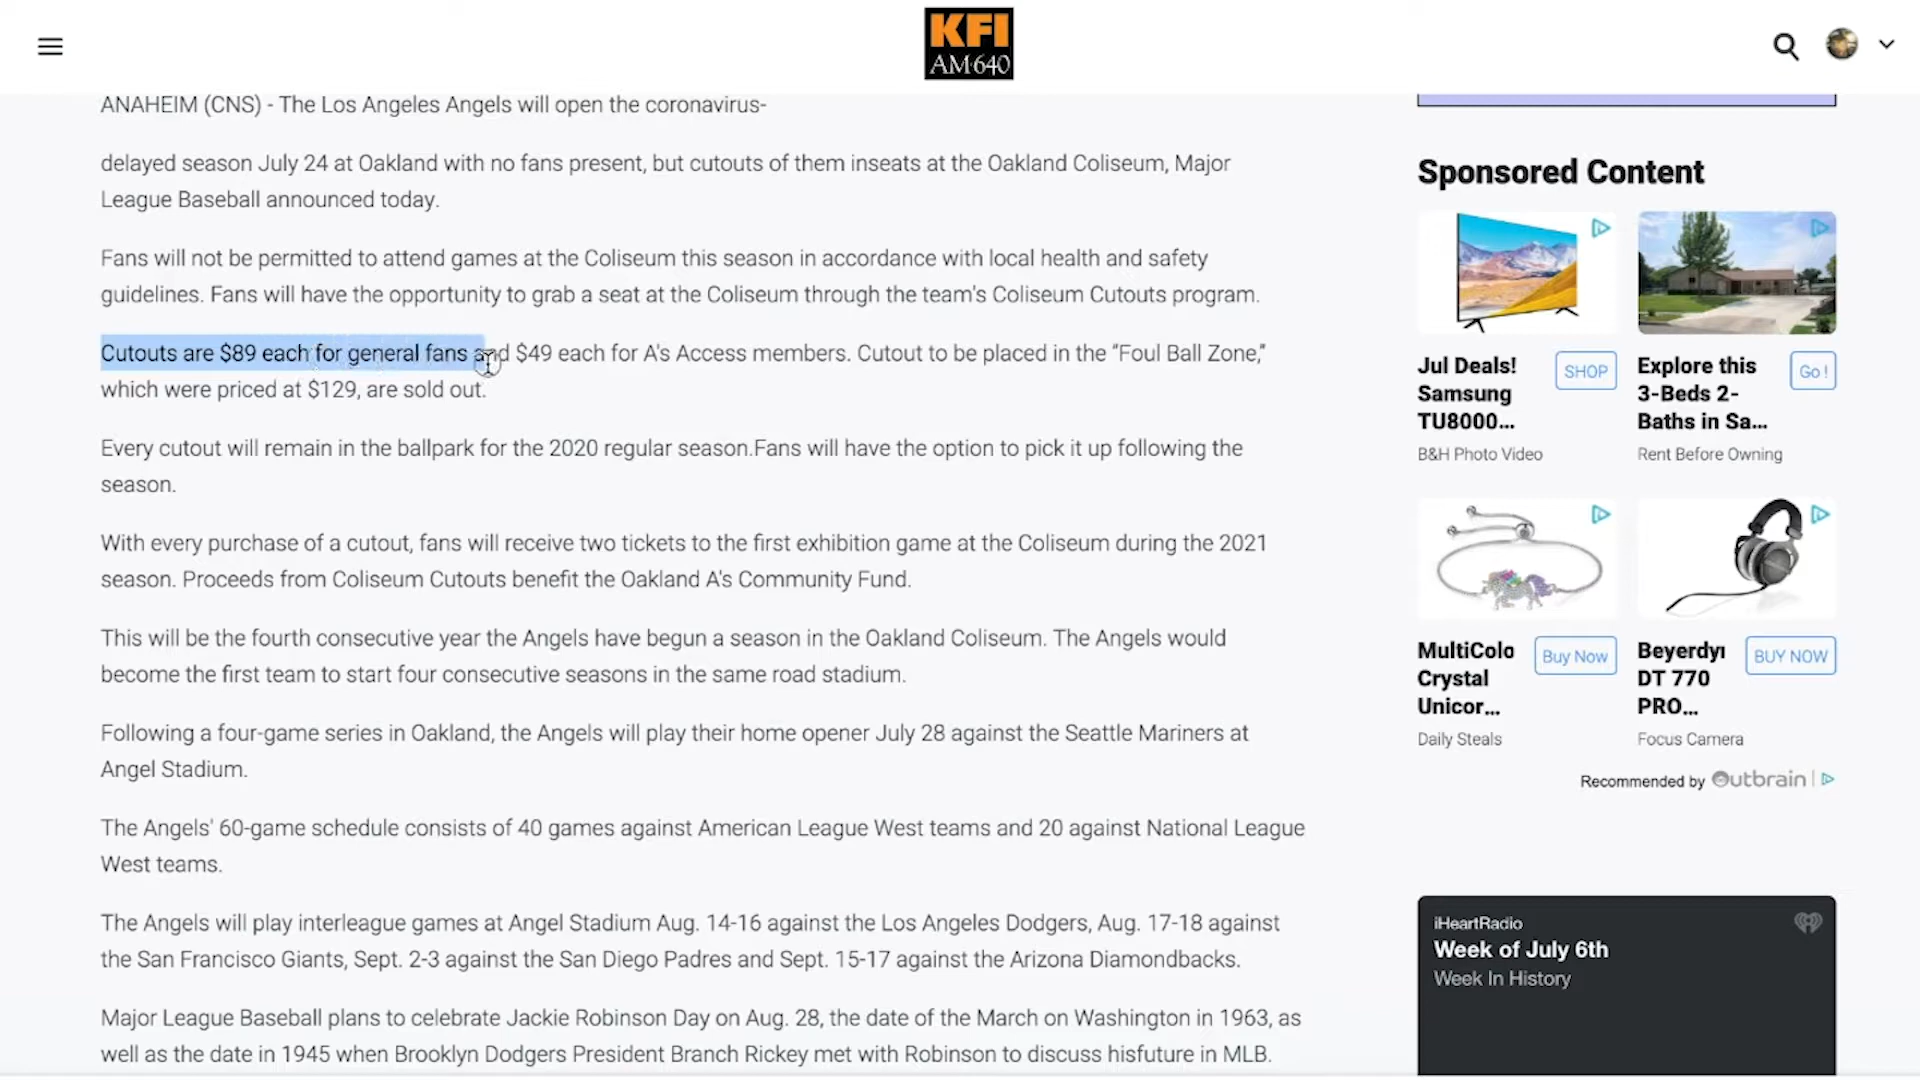 KFI
AM640
ANAHEIM (CNS) - The Los Angeles Angels will open the coronavirus-
delayed season July 24 at Oakland with no fans present, but cutouts of them inseats at the Oakland Coliseum, Major
League Baseball announced today.
Fans will not be permitted to attend games at the Coliseum this season in accordance with local health and safety
guidelines. Fans will have the opportunity to grab a seat at the Coliseum through the team's Coliseum Cutouts program.
Cutouts are $89 each for general fans and $49 each for A's Access members. Cutout to be placed in the “Foul Ball Zone,”
which were priced at $129, are sold out.
Every cutout will remain in the ballpark for the 2020 regular season.Fans will have the option to pick it up following the
season.
With every purchase of a cutout, fans will receive two tickets to the first exhibition game at the Coliseum during the 2021
season. Proceeds from Coliseum Cutouts benefit the Oakland A's Community Fund.
This will be the fourth consecutive year the Angels have begun a season in the Oakland Coliseum. The Angels would
become the first team to start four consecutive seasons in the same road stadium.
Following a four-game series in Oakland, the Angels will play their home opener July 28 against the Seattle Mariners at
Angel Stadium.
The Angels' 60-game schedule consists of 40 games against American League West teams and 20 against National League
West teams.
The Angels will play interleague games at Angel Stadium Aug. 14-16 against the Los Angeles Dodgers, Aug. 17-18 against
the San Francisco Giants, Sept. 2-3 against the San Diego Padres and Sept. 15-17 against the Arizona Diamondbacks.
Major League Baseball plans to celebrate Jackie Robinson Day on Aug. 28, the date of the March on Washington in 1963, as
well as the date in 1945 when Brooklyn Dodgers President Branch Rickey met with Robinson to discuss hisfuture in MLB.
Sponsored Content
Jul Deals!
Samsung
TU8000...
SHOP
B&H Photo Video
Explore this
3-Beds 2-
Baths in Sa...
Go !
Rent Before Owning
MultiColo
Crystal
Unicor...
Buy Now
Daily Steals
Beyerdyn
DT 770
PRO...
BUY NOW
Focus Camera
Recommended by Outbrain
iHeartRadio
Week of July 6th
Week In History